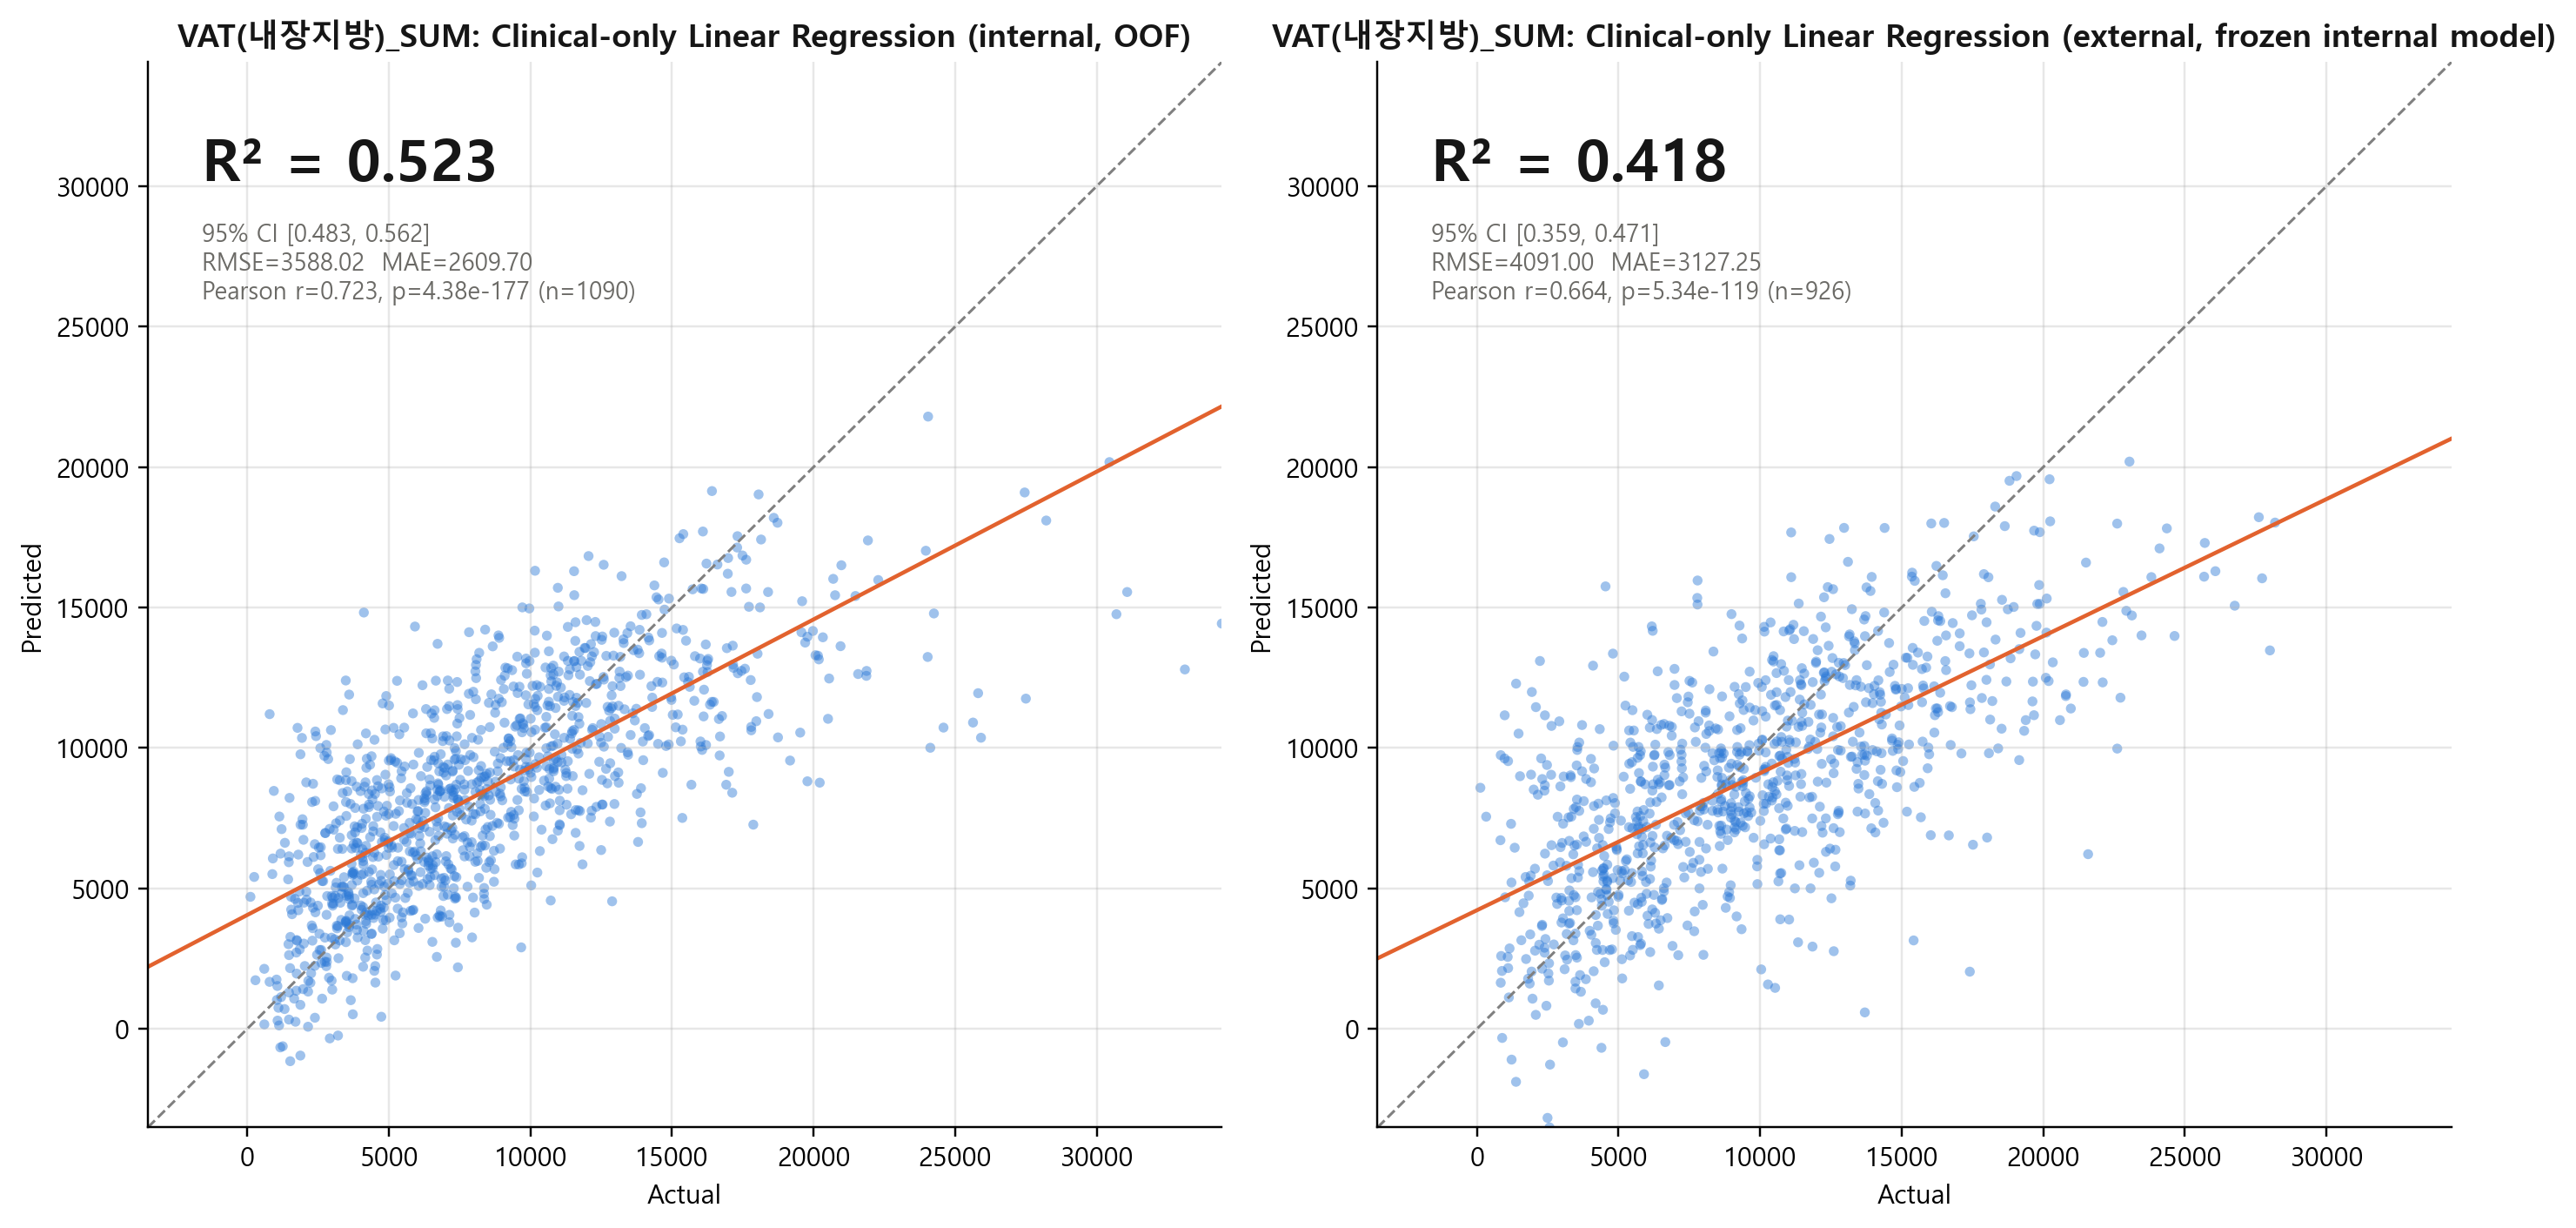 VAT(내장지방)_SUM: Clinical-only Linear Regression (internal, OOF)
R² = 0.523
95% CI [0.483, 0.562]
RMSE=3588.02 MAE=2609.70
Pearson r=0.723, p=4.38e-177 (n=1090)
Predicted
30000
25000
20000
15000
10000
5000
0
0 5000 10000 15000 20000 25000 30000
Actual
VAT(내장지방)_SUM: Clinical-only Linear Regression (external, frozen internal model)
R² = 0.418
95% CI [0.359, 0.471]
RMSE=4091.00 MAE=3127.25
Pearson r=0.664, p=5.34e-119 (n=926)
Predicted
30000
25000
20000
15000
10000
5000
0
0 5000 10000 15000 20000 25000 30000
Actual